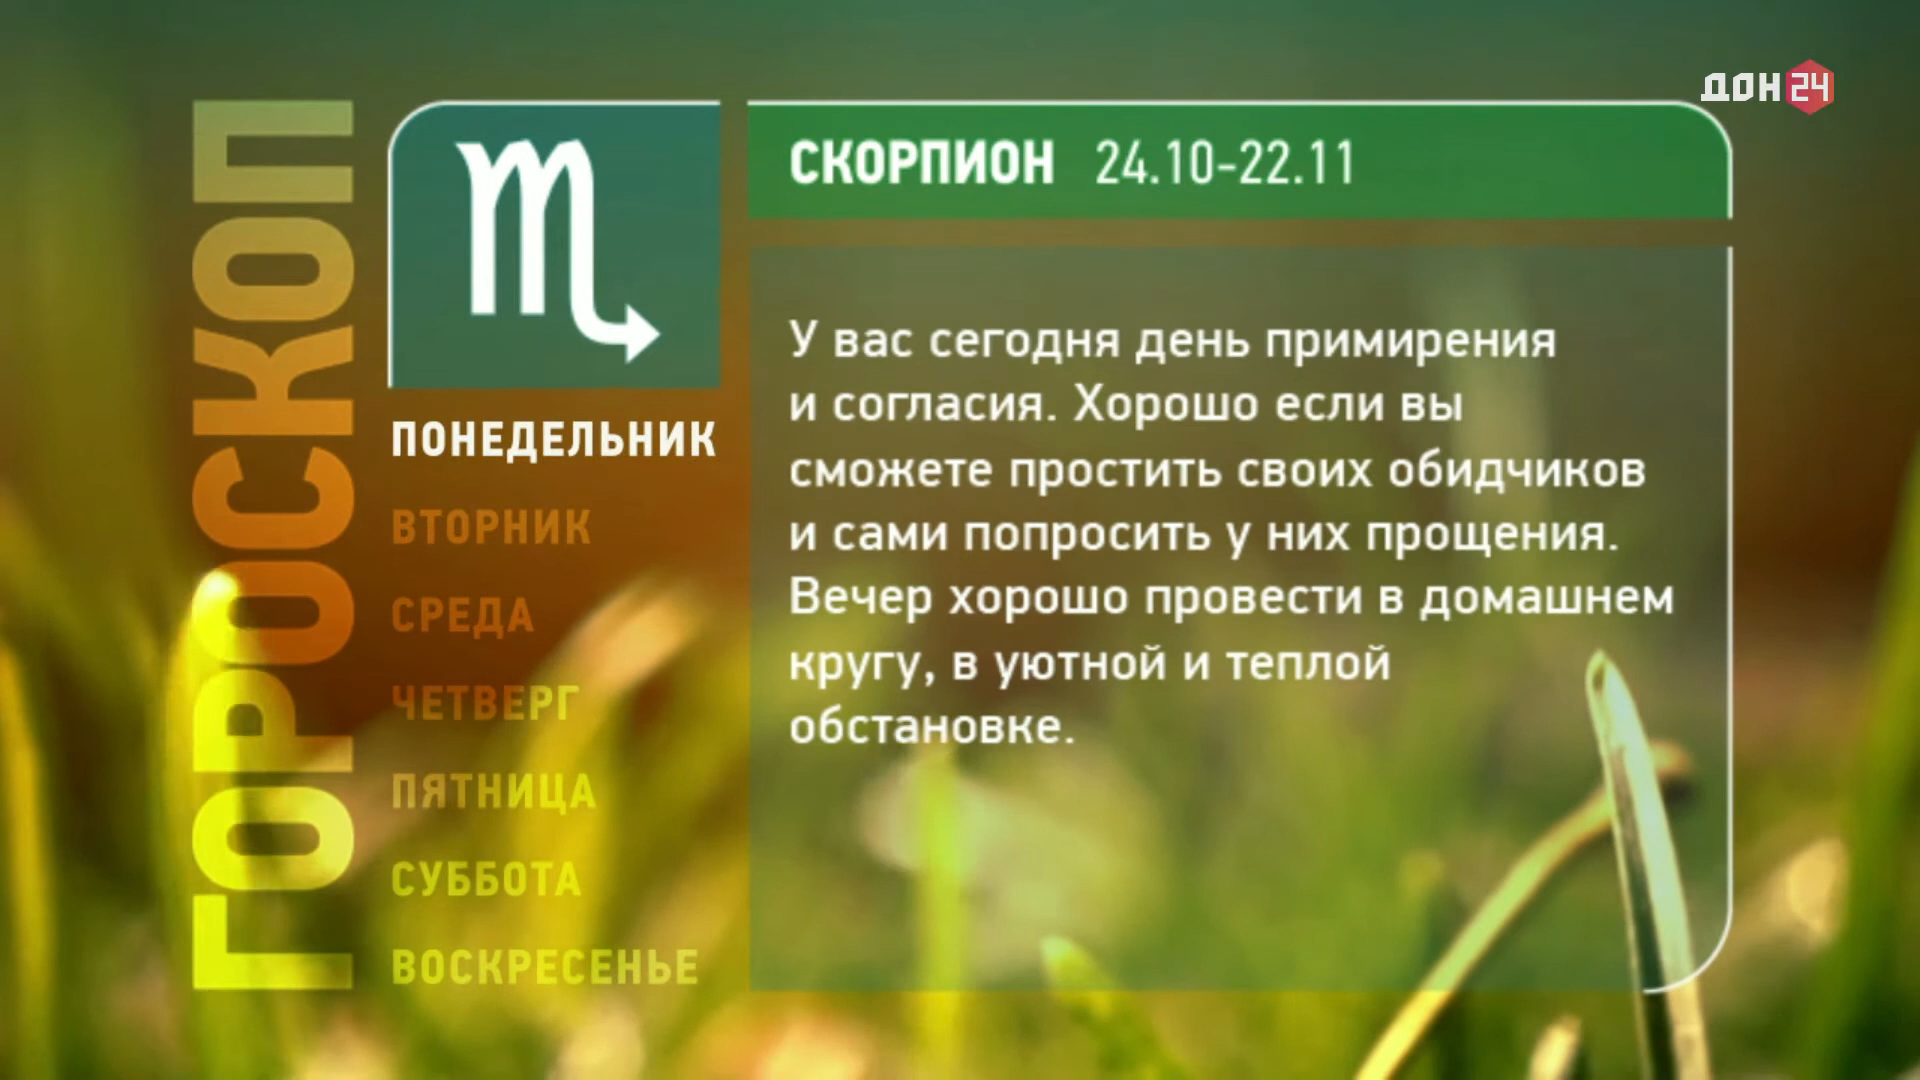 ДОН24
ГОРОСКОП
СКОРПИОН 24.10-22.11
ПОНЕДЕЛЬНИК
ВТОРНИК
СРЕДА
ЧЕТВЕРГ
ПЯТНИЦА
СУББОТА
ВОСКРЕСЕНЬЕ
У вас сегодня день примирения
и согласия. Хорошо если вы
сможете простить своих обидчиков
и сами попросить у них прощения.
Вечер хорошо провести в домашнем
кругу, в уютной и теплой
обстановке.